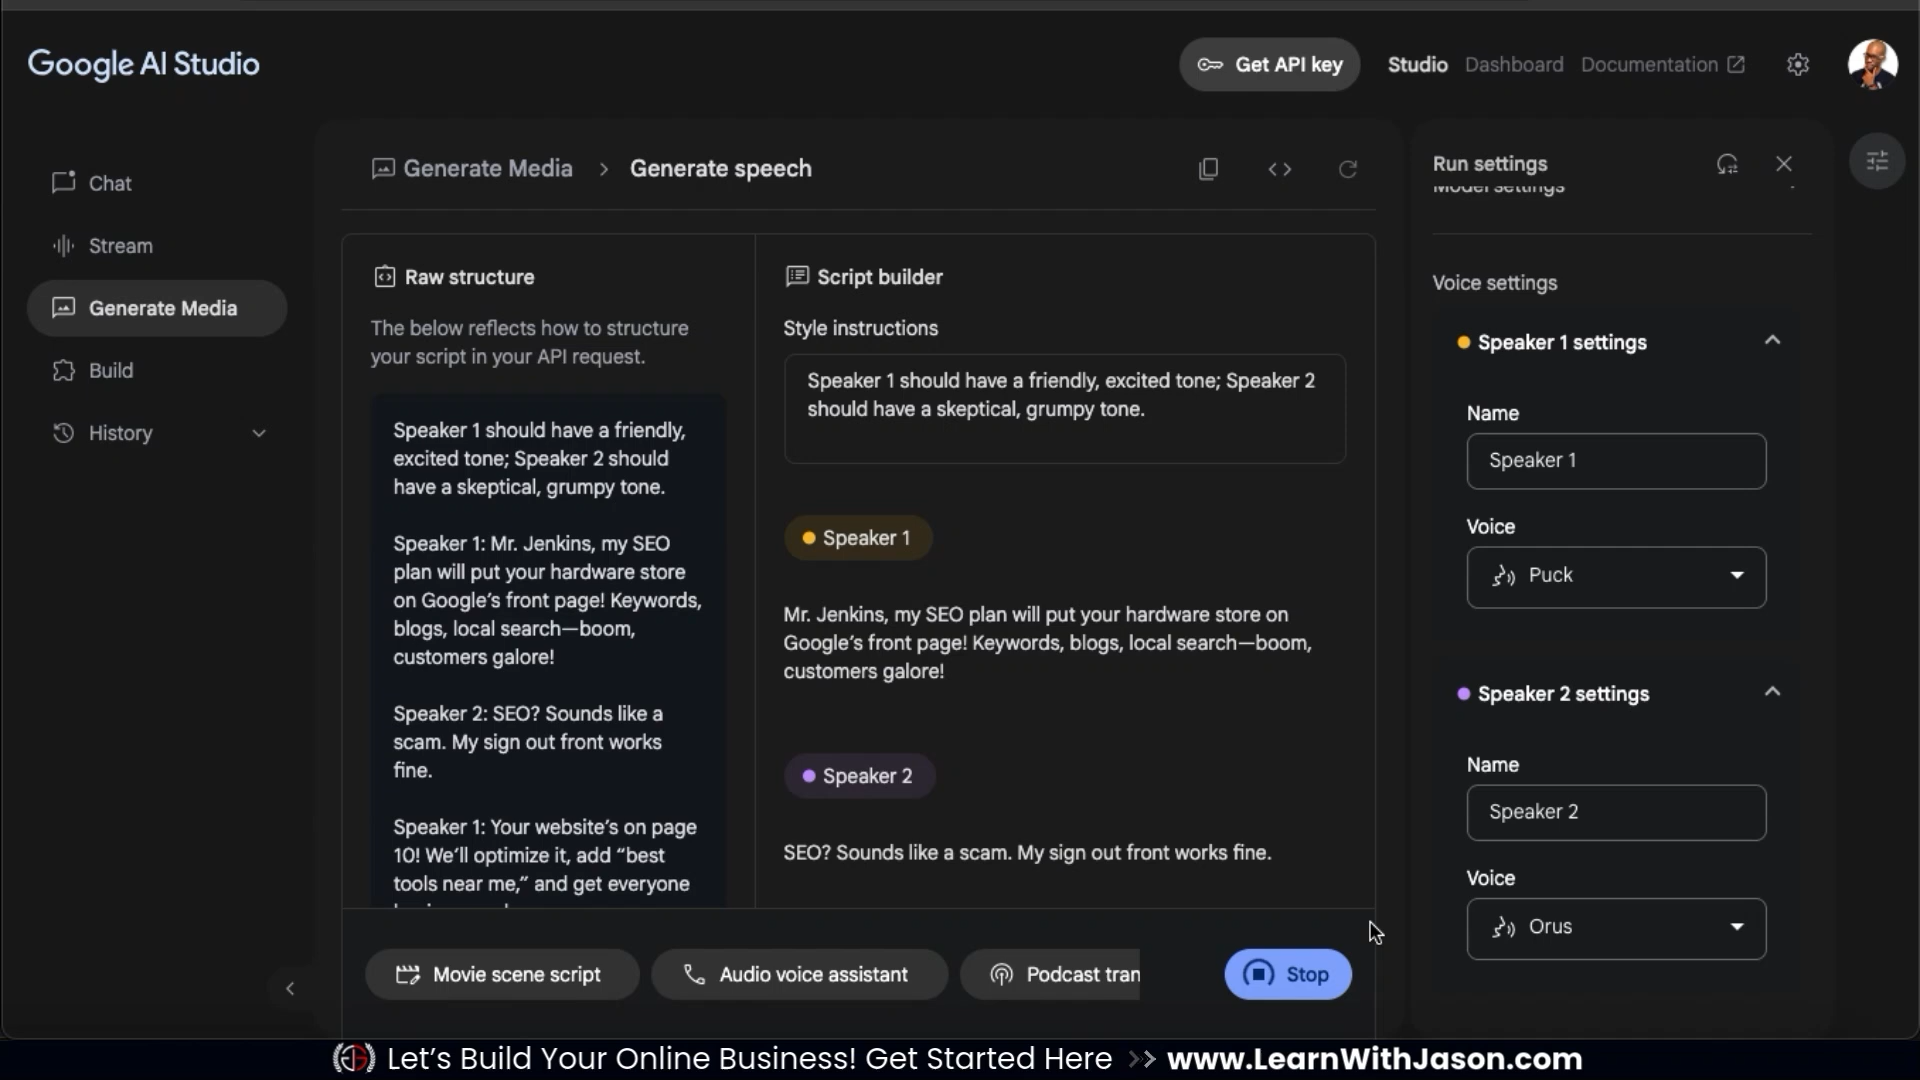 Google AI Studio
Get API key
Studio
Dashboard
Documentation
Chat
Stream
Generate Media
Build
History
Generate Media > Generate speech
Raw structure
The below reflects how to structure
your script in your API request.
Speaker 1 should have a friendly,
excited tone; Speaker 2 should
have a skeptical, grumpy tone.
Speaker 1: Mr. Jenkins, my SEO
plan will put your hardware store
on Google’s front page! Keywords,
blogs, local search—boom,
customers galore!
Speaker 2: SEO? Sounds like a
scam. My sign out front works
fine.
Speaker 1: Your website’s on page
10! We’ll optimize it, add “best
tools near me,” and get everyone
Script builder
Style instructions
Speaker 1 should have a friendly, excited tone; Speaker 2
should have a skeptical, grumpy tone.
Speaker 1
Mr. Jenkins, my SEO plan will put your hardware store on
Google’s front page! Keywords, blogs, local search—boom,
customers galore!
Speaker 2
SEO? Sounds like a scam. My sign out front works fine.
Movie scene script
Audio voice assistant
Podcast tran
Stop
Run settings
Model settings
Voice settings
Speaker 1 settings
Name
Speaker 1
Voice
Puck
Speaker 2 settings
Name
Speaker 2
Voice
Orus
Let’s Build Your Online Business! Get Started Here >> www.LearnWithJason.com